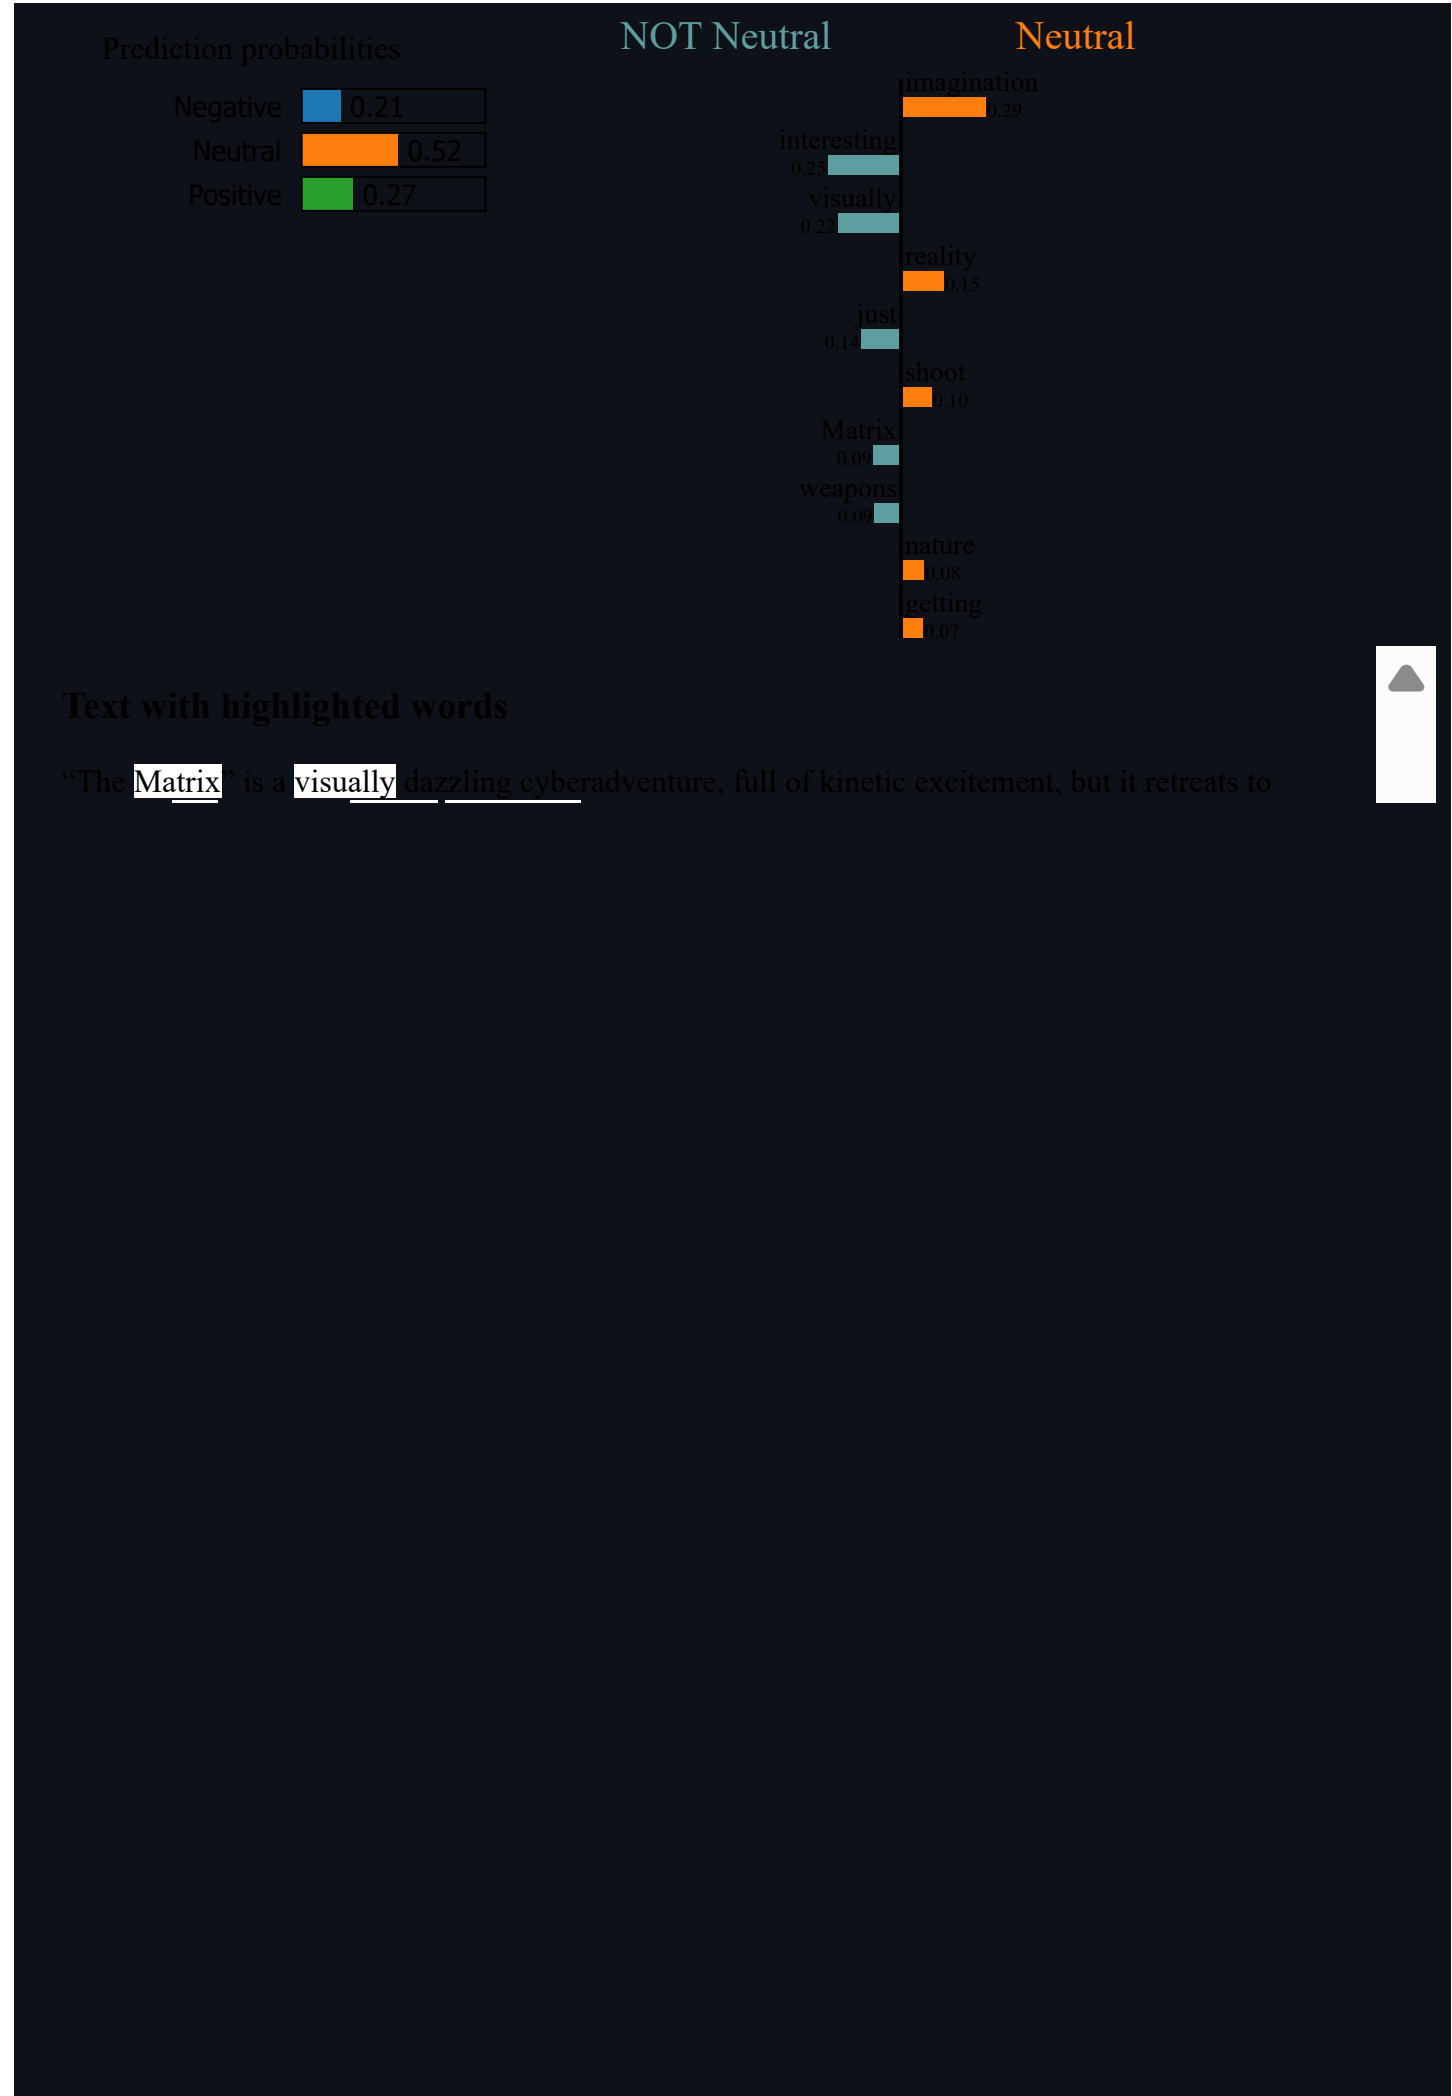 Prediction probabilities
Negative 0.21
Neutral 0.52
Positive 0.27
NOT Neutral Neutral
imagination
0.29
interesting
0.25
visually
0.22
reality
0.15
just
0.14
shoot
0.10
Matrix
0.09
weapons
0.09
nature
0.08
getting
0.07
Text with highlighted words
“The Matrix” is a visually dazzling cyberadventure, full of kinetic excitement, but it retreats to